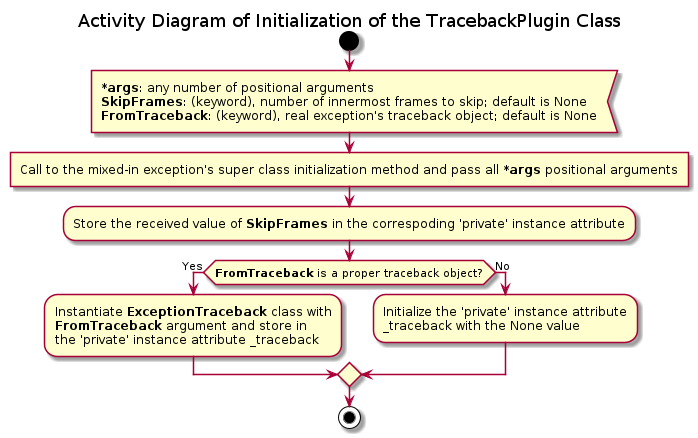 Activity Diagram of Initialization of the TracebackPlugin Class
*args: any number of positional arguments
SkipFrames: (keyword), number of innermost frames to skip; default is None
FromTraceback: (keyword), real exception's traceback object; default is None
Call to the mixed-in exception's super class initialization method and pass all *args positional arguments
Store the received value of SkipFrames in the correspoding 'private' instance attribute
Yes
FromTraceback is a proper traceback object?
No
Instantiate ExceptionTraceback class with
FromTraceback argument and store in
the 'private' instance attribute _traceback
Initialize the 'private' instance attribute
_traceback with the None value